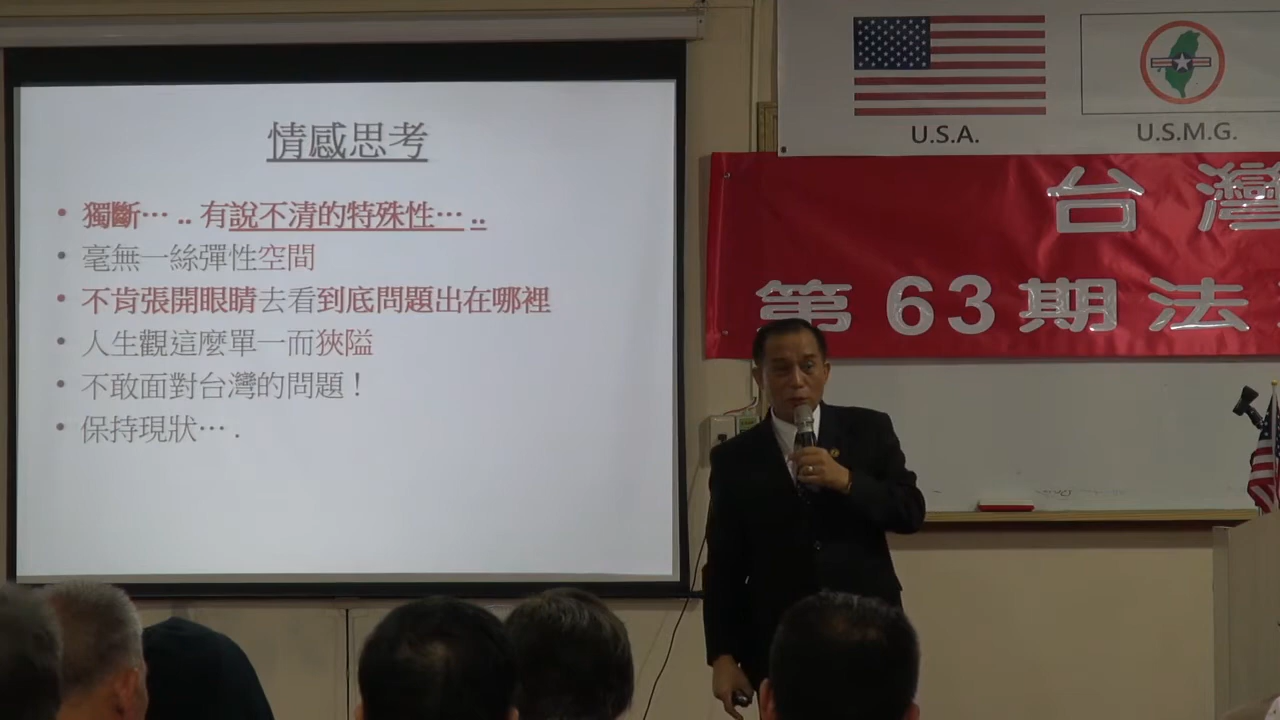 情感思考
• 獨斷… .. 有說不清的特殊性… ..
• 毫無一絲彈性空間
• 不肯張開眼睛去看到底問題出在哪裡
• 人生觀這麼單一而狹隘
• 不敢面對台灣的問題！
• 保持現狀… .
U.S.A.
U.S.M.G.
台灣
第63期法